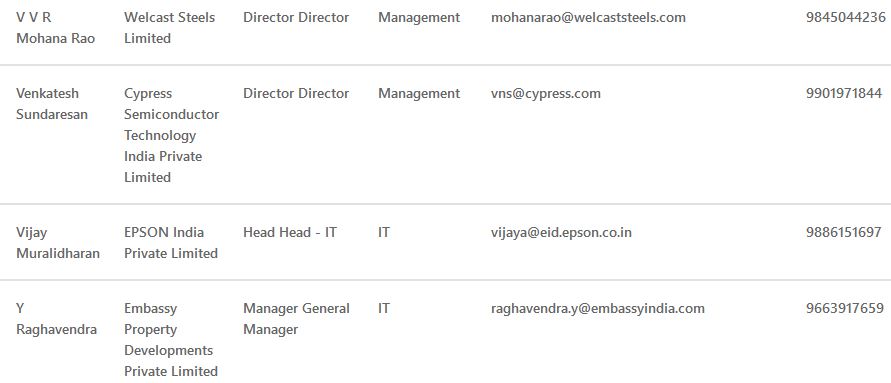 V V R Welcast Steels Director Director Management mohanarao@welcaststeels.com 9845044236
Mohana Rao Limited
Venkatesh Cypress Director Director Management vns@cypress.com 9901971844
Sundaresan Semiconductor
Technology
India Private
Limited
Vijay EPSON India Head Head - IT IT vijaya@eid.epson.co.in 9886151697
Muralidharan Private Limited
Y Embassy Manager General IT raghavendra.y@embassyindia.com 9663917659
Raghavendra Property Manager
Developments
Private Limited